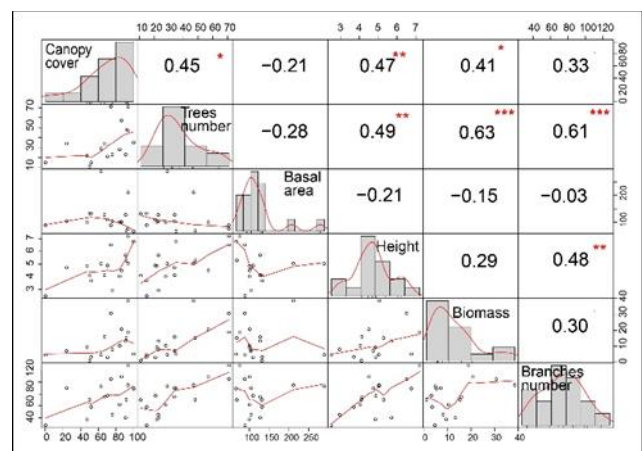 10 30 50 70
3 4 5 6 7
40 60 80 100 120
Canopy
cover
0.45 *
−0.21
0.47 **
0.41 *
0.33
0 20 40 60 80
10 30 50 70
Trees
number
−0.28
0.49 **
0.63 ***
0.61 ***
Basal
area
−0.21
−0.15
−0.03
100 200
3 4 5 6 7
Height
0.29
0.48 **
Biomass
0.30
0 10 20 30 40
40 60 80 120
Branches
number
0 20 40 60 80 100
100 150 200 250
0 10 20 30 40